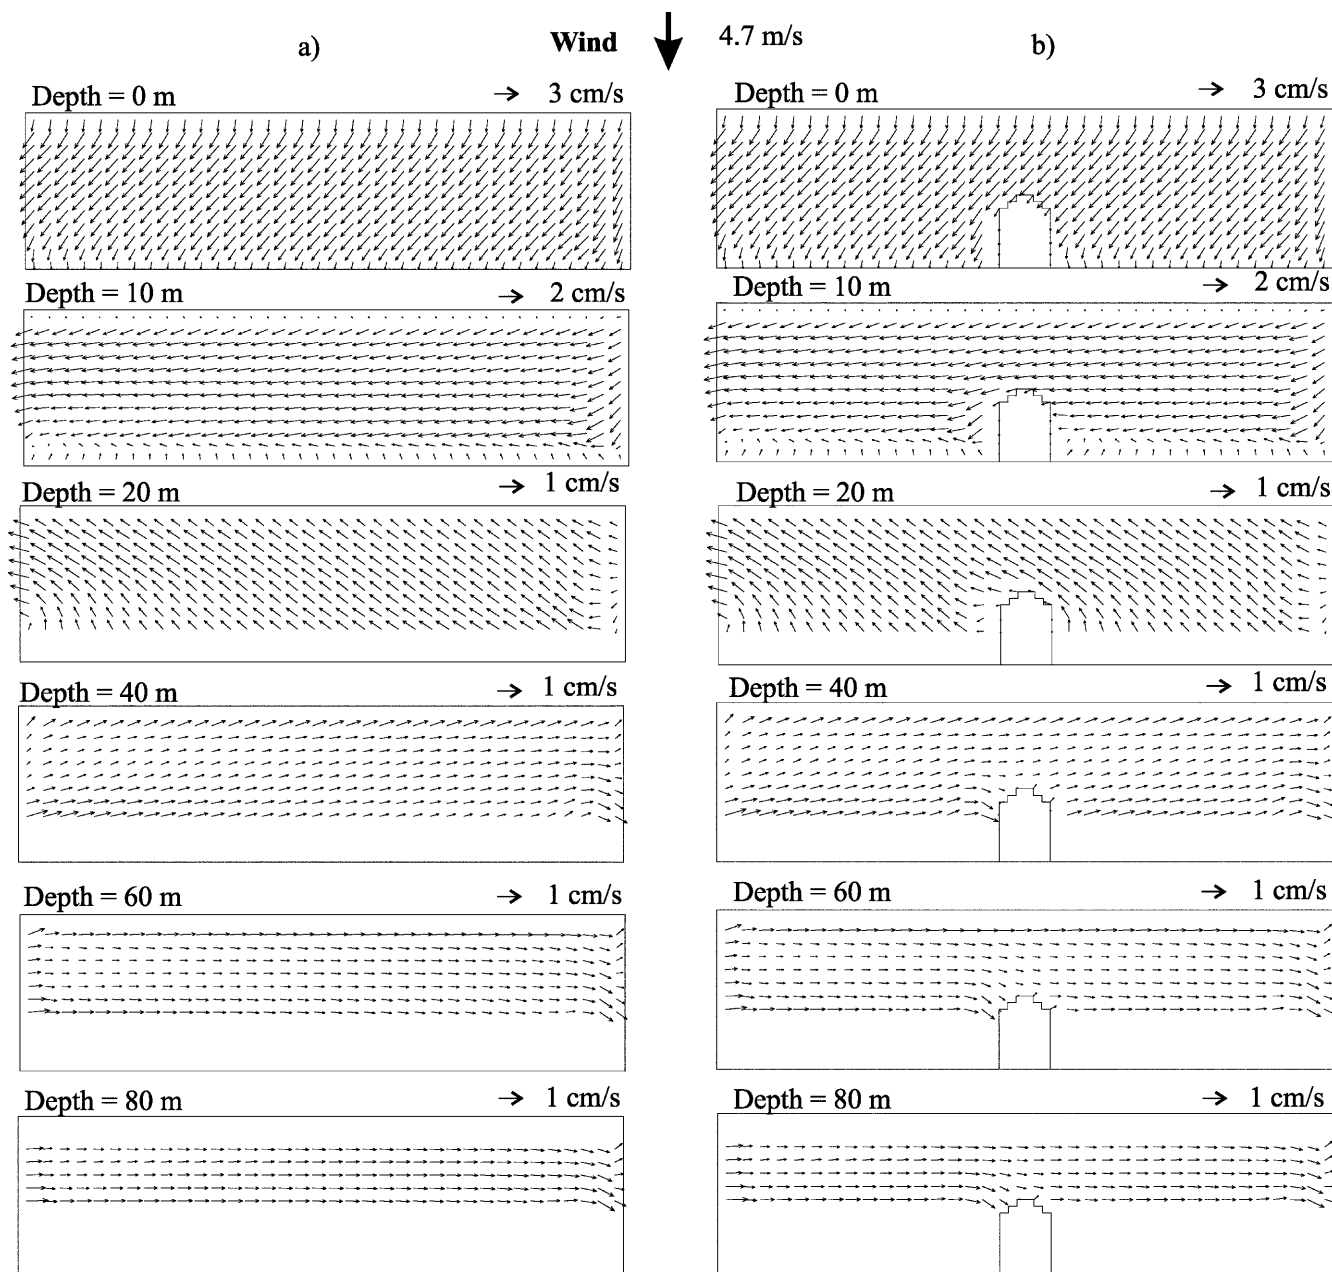 a) Wind 4.7 m/s b)
Depth = 0 m 3 cm/s
Depth = 10 m 2 cm/s
Depth = 20 m 1 cm/s
Depth = 40 m 1 cm/s
Depth = 60 m 1 cm/s
Depth = 80 m 1 cm/s
Depth = 0 m 3 cm/s
Depth = 10 m 2 cm/s
Depth = 20 m 1 cm/s
Depth = 40 m 1 cm/s
Depth = 60 m 1 cm/s
Depth = 80 m 1 cm/s